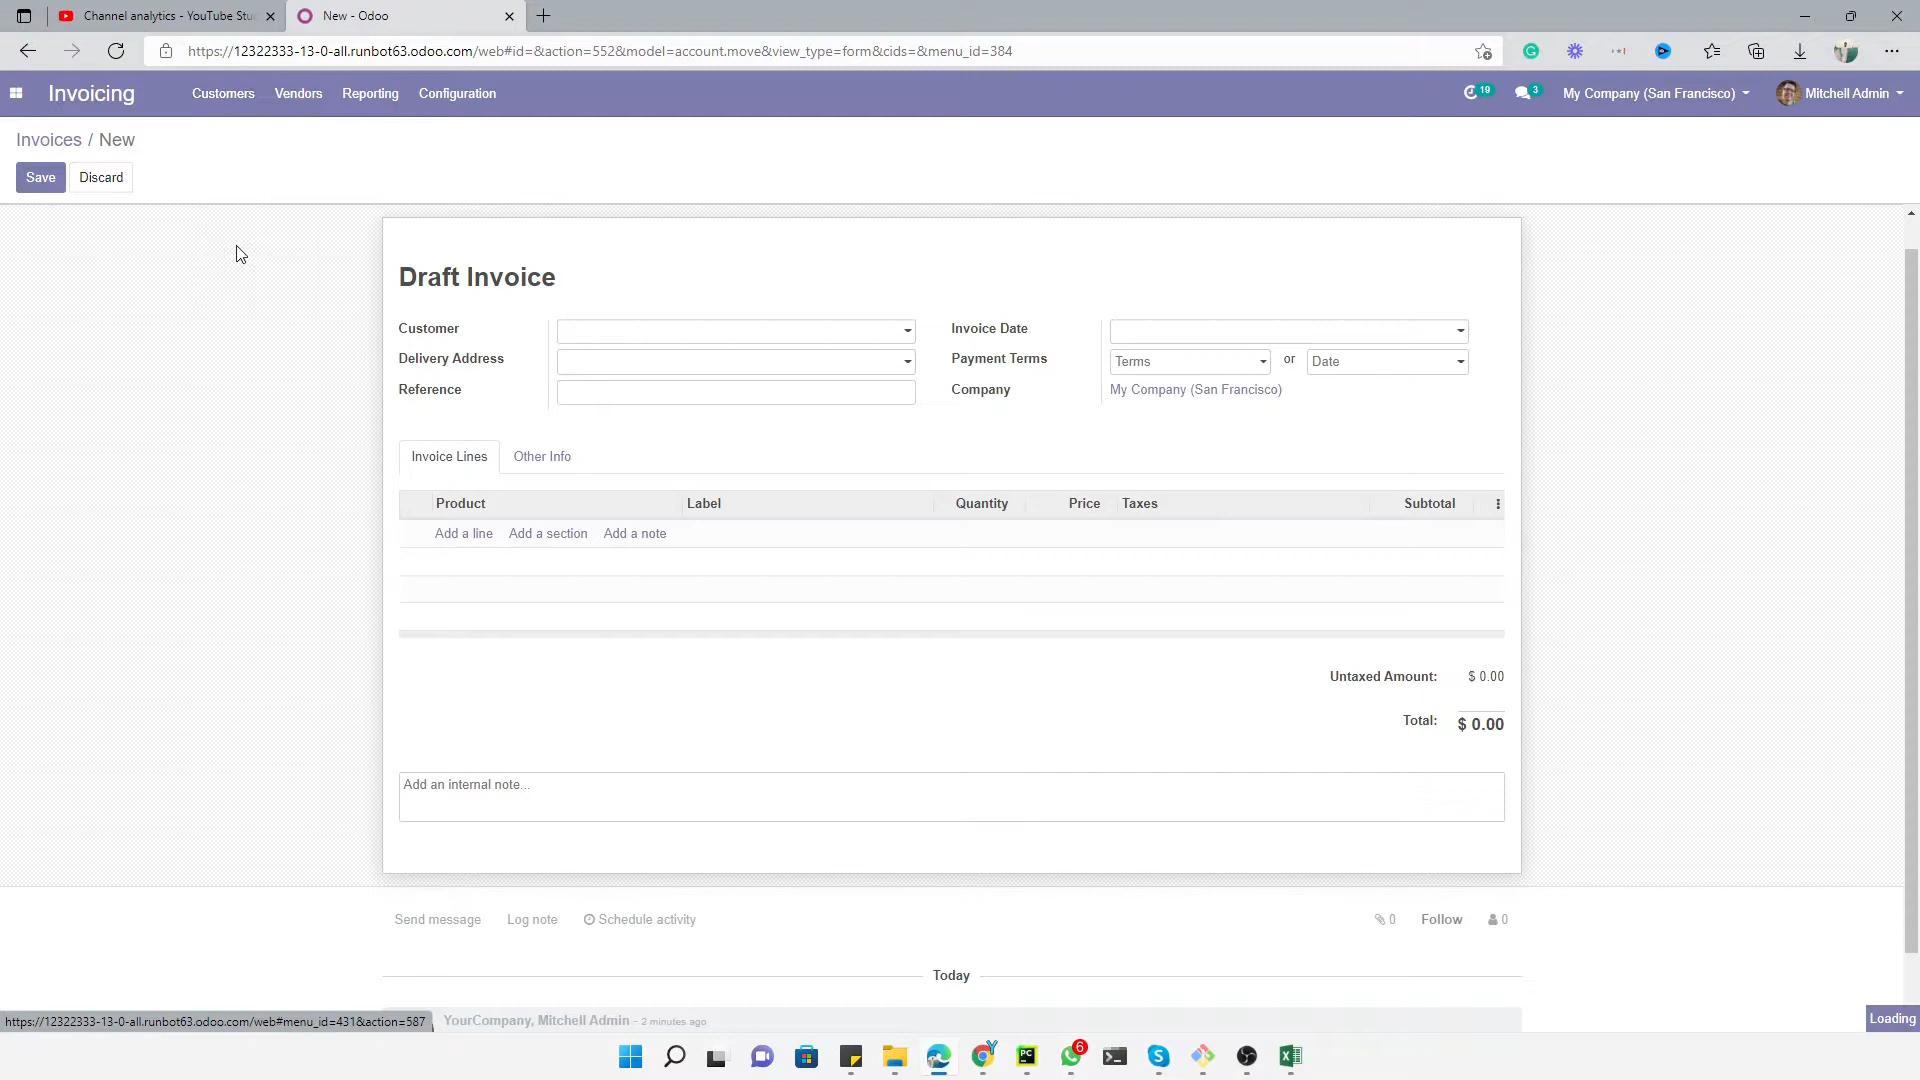 Channel analytics - YouTube Stu
New - Odoo
https://12322333-13-0-all.runbot63.odoo.com/web#id=&action=552&model=account.move&view_type=form&cids=&menu_id=384
Invoicing
Customers
Vendors
Reporting
Configuration
19
3
My Company (San Francisco)
Mitchell Admin
Invoices / New
Save
Discard
Draft Invoice
Customer
Invoice Date
Delivery Address
Payment Terms
Terms
or
Date
Reference
Company
My Company (San Francisco)
Invoice Lines
Other Info
Product
Label
Quantity
Price
Taxes
Subtotal
Add a line
Add a section
Add a note
Untaxed Amount:
$ 0.00
Total:
$ 0.00
Add an internal note...
Send message
Log note
Schedule activity
0
Follow
0
Today
YourCompany, Mitchell Admin - 2 minutes ago
https://12322333-13-0-all.runbot63.odoo.com/web#menu_id=431&action=587
Loading
PC
6